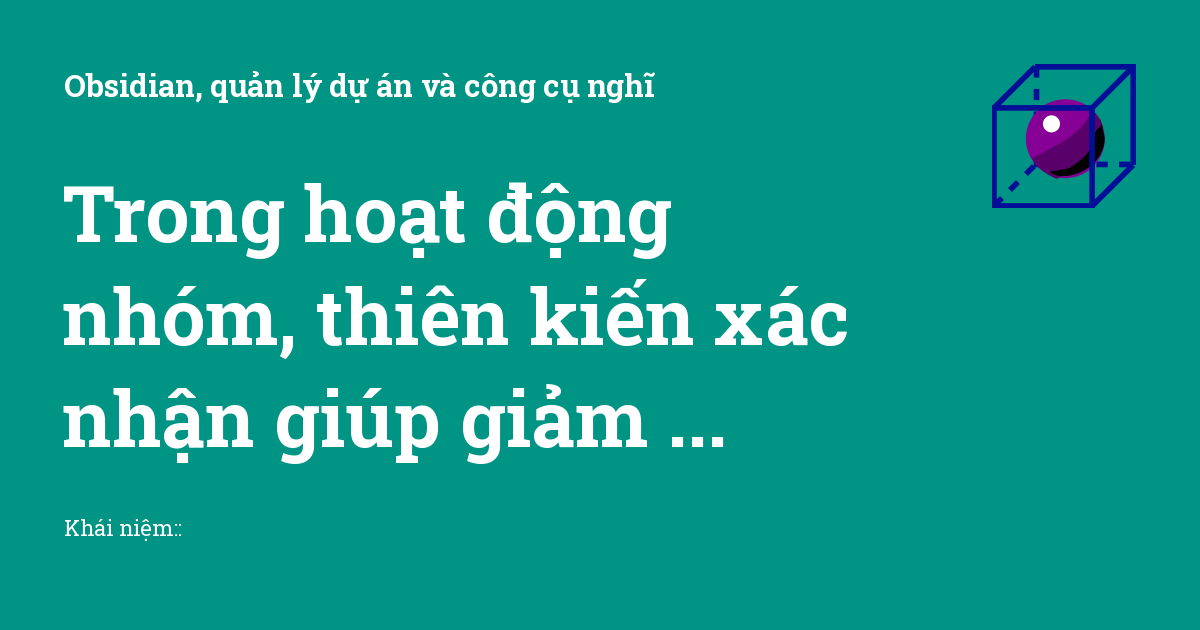 Obsidian, quản lý dự án và công cụ nghĩ
Trong hoạt động
nhóm, thiên kiến xác
nhận giúp giảm ...
Khái niệm::